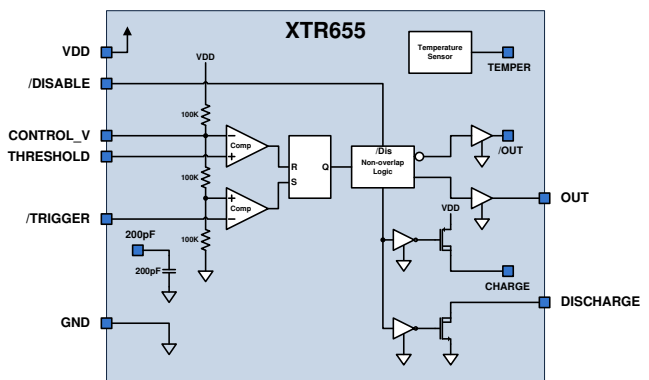 XTR655
VDD
/DISABLE
CONTROL_V
THRESHOLD
/TRIGGER
GND
VDD
100K
100K
100K
200pF
200pF
Comp
Comp
−
+
+
−
R
S
Q
/Dis
Non-overlap
Logic
Temperature
Sensor
TEMPER
/OUT
OUT
VDD
CHARGE
DISCHARGE